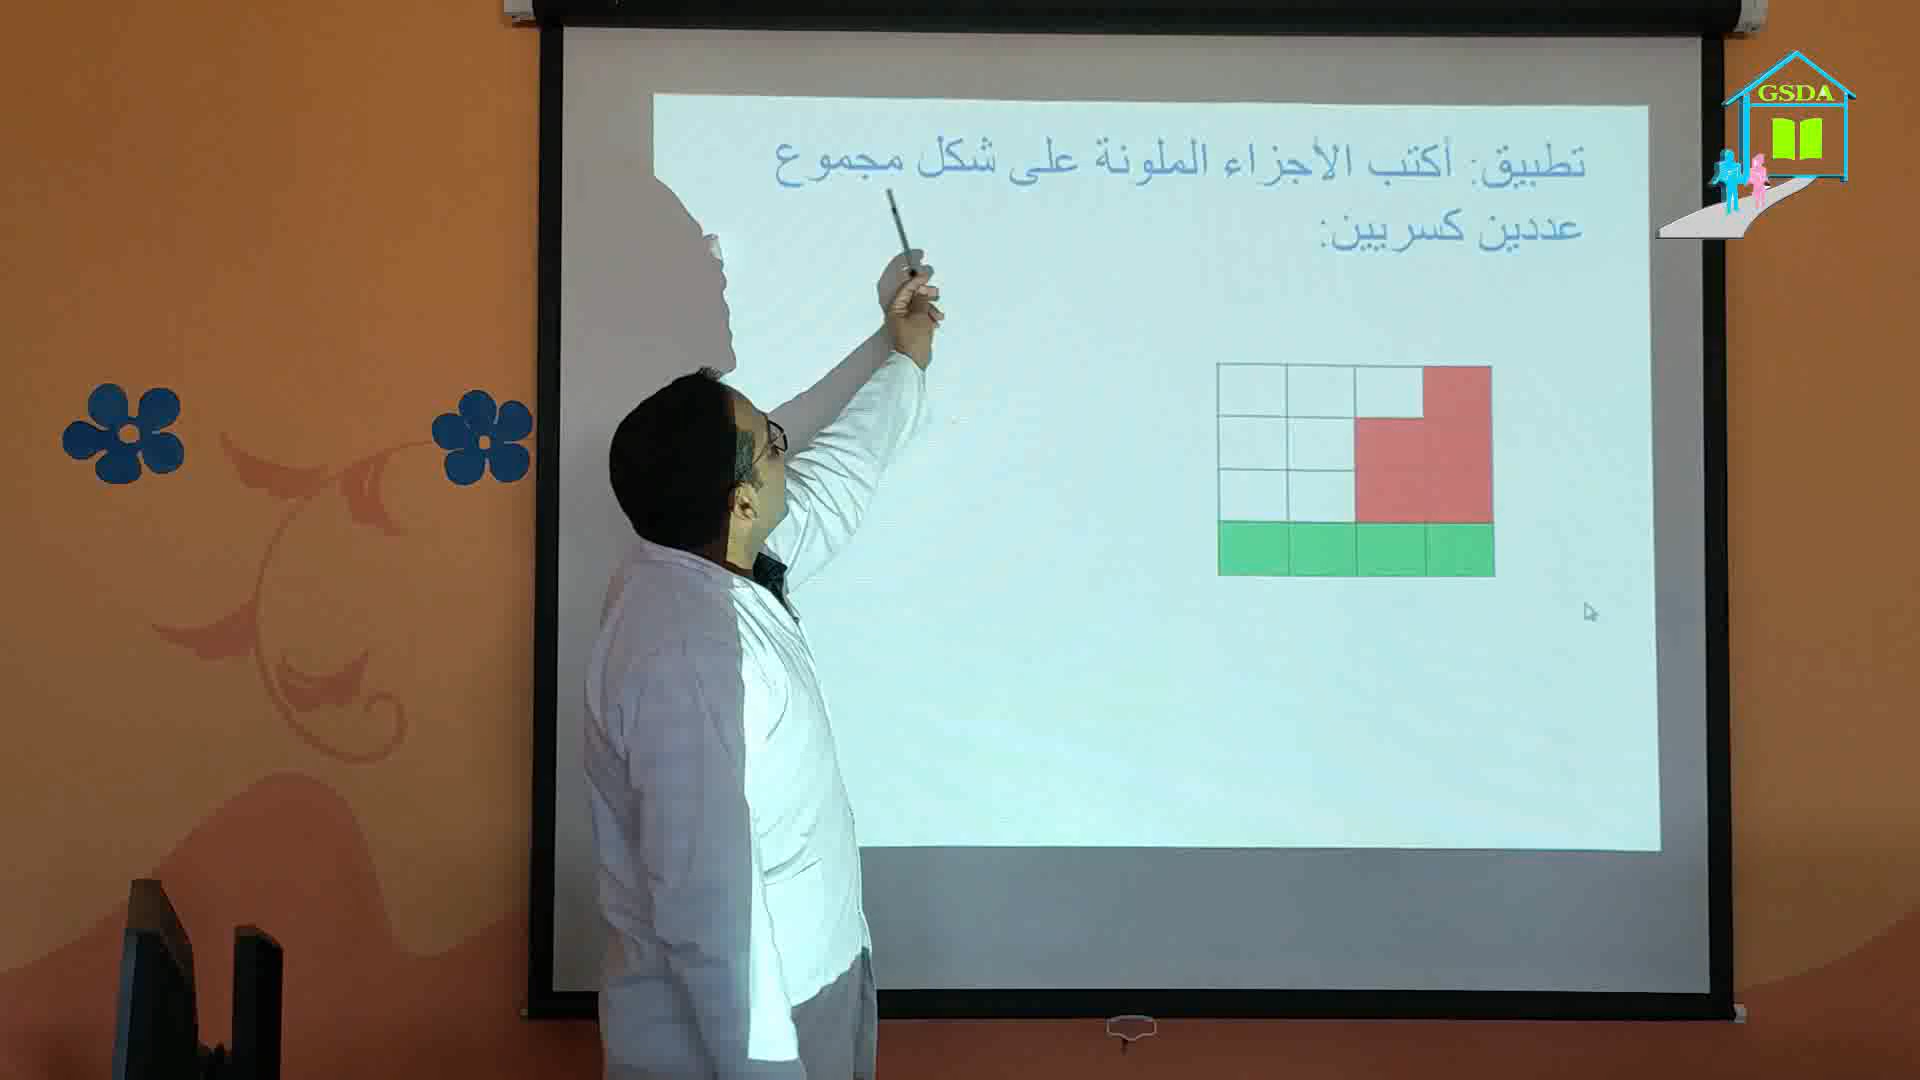 تطبيق: أكتب الأجزاء الملونة على شكل مجموع
عددين كسريين:
GSDA